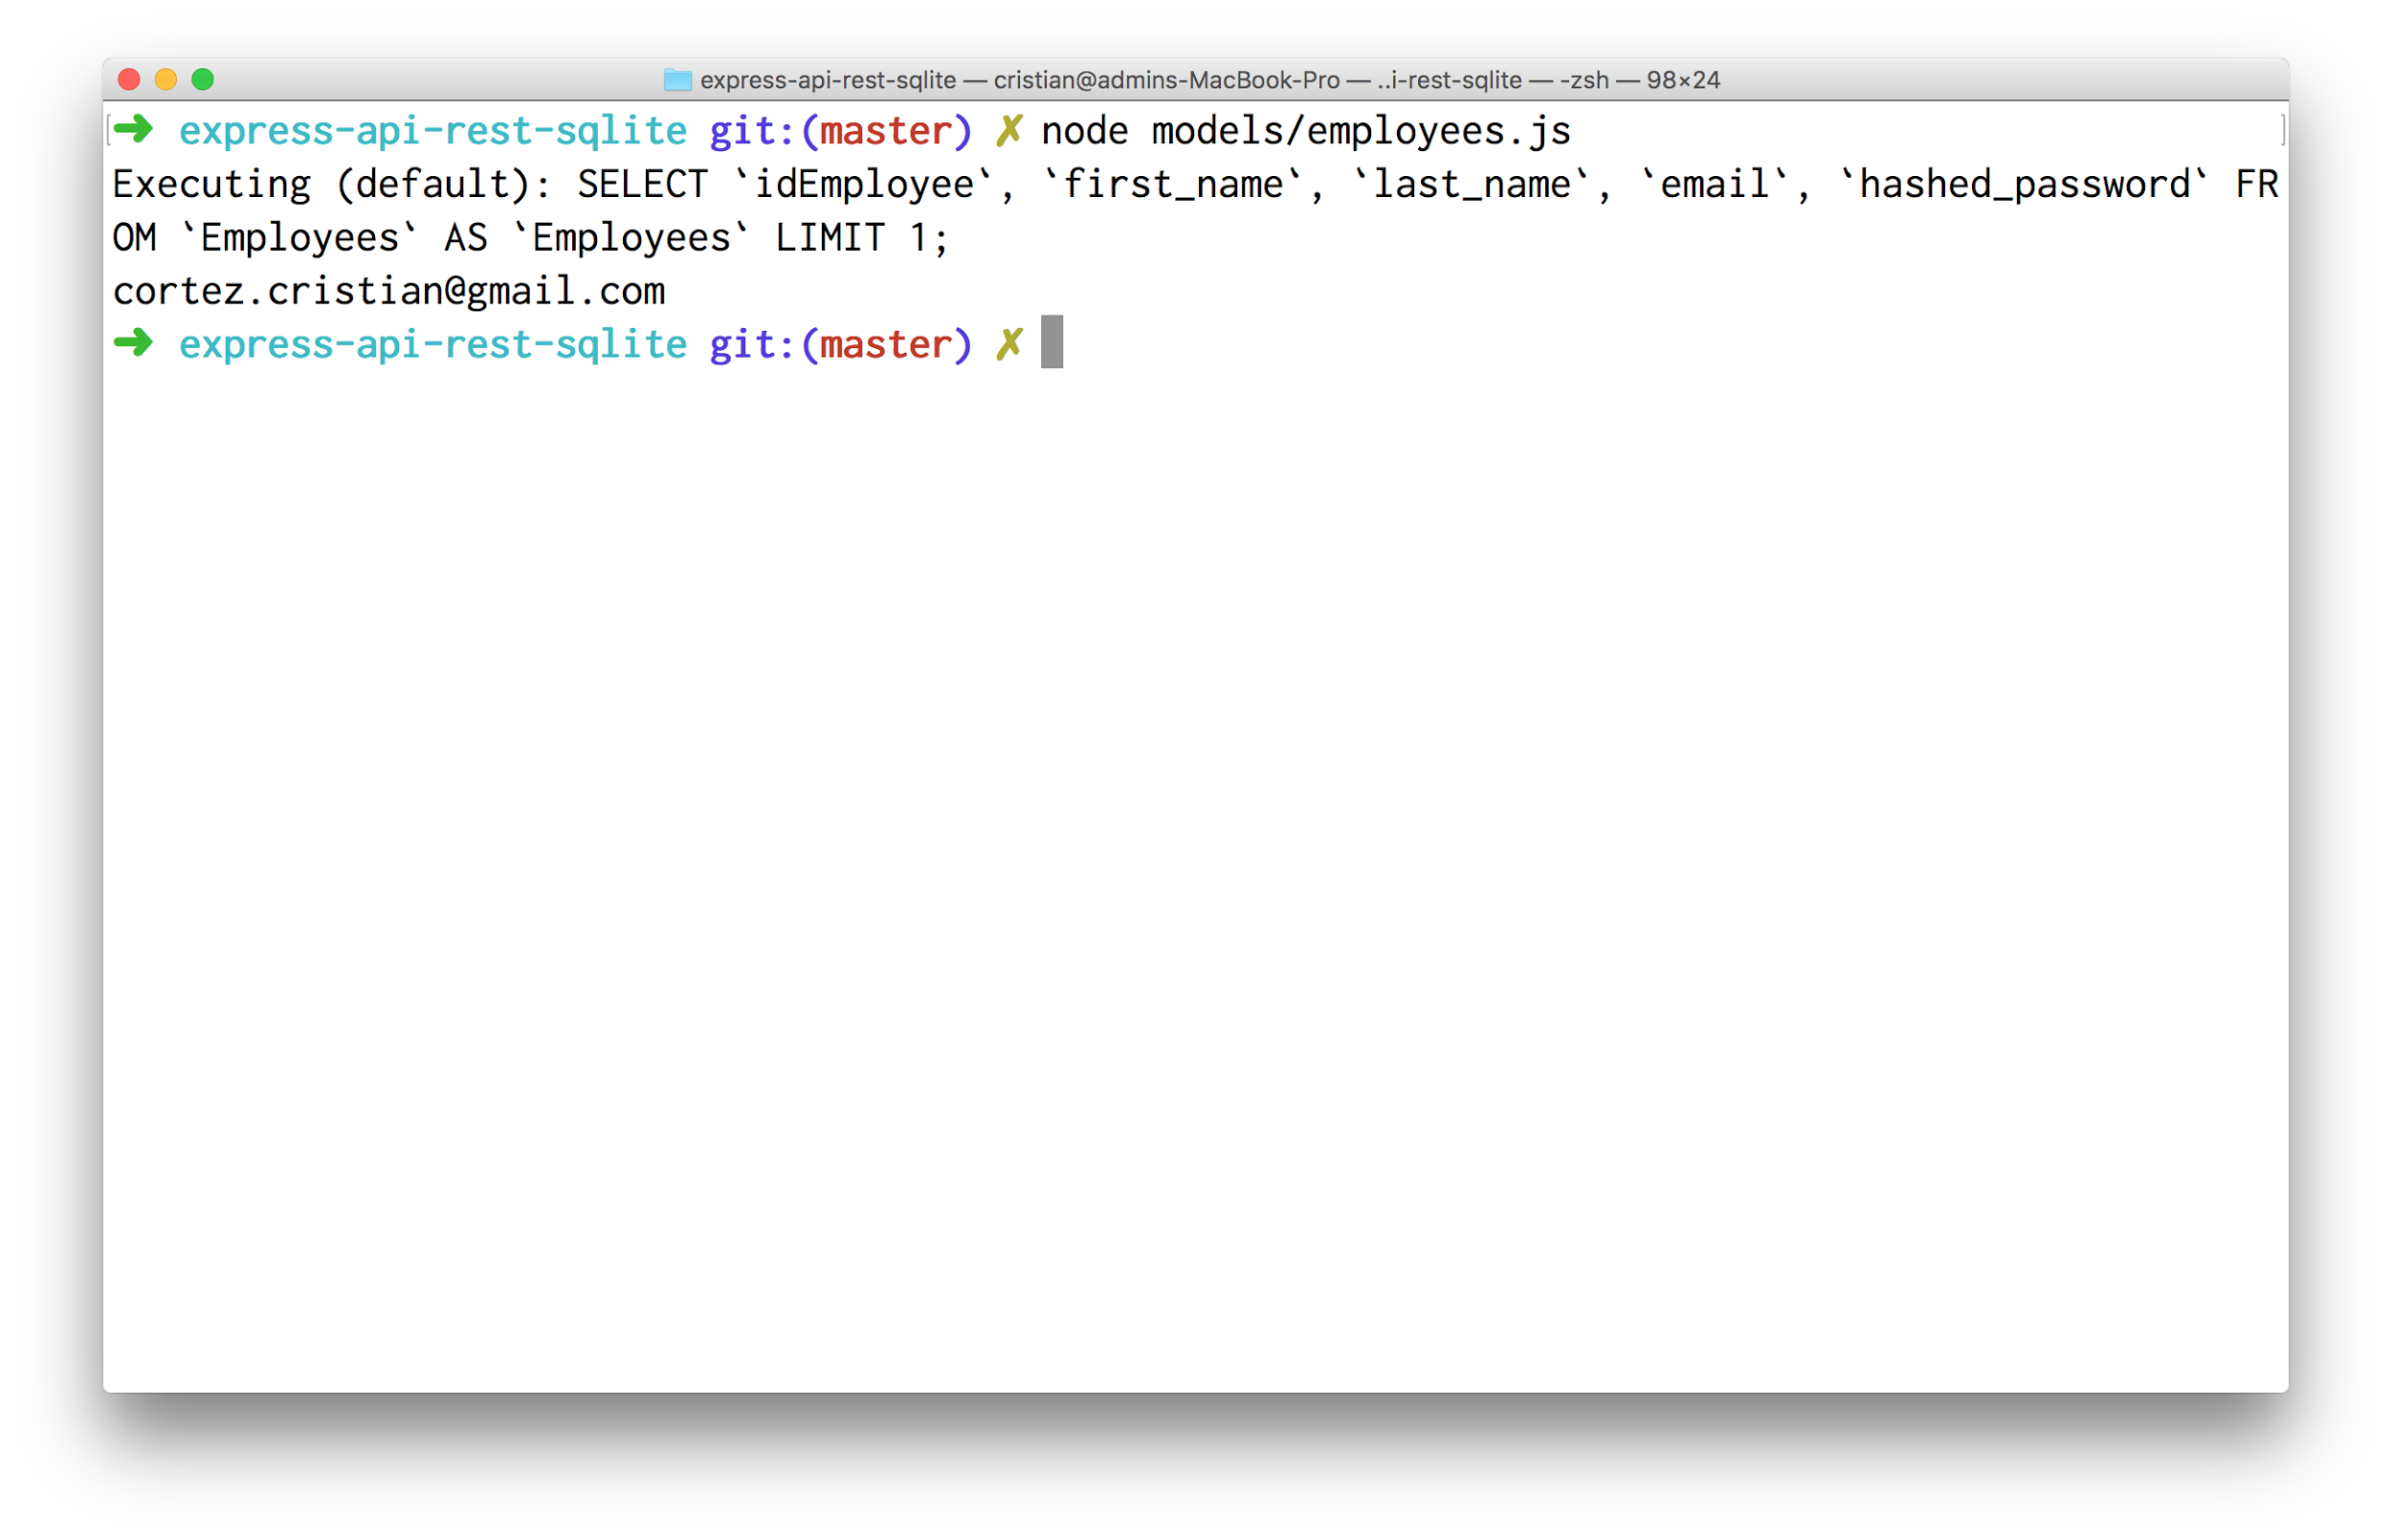 express-api-rest-sqlite — cristian@admins-MacBook-Pro — ..i-rest-sqlite — -zsh — 98×24
[➜ express-api-rest-sqlite git:(master) ✗ node models/employees.js ]
Executing (default): SELECT `idEmployee`, `first_name`, `last_name`, `email`, `hashed_password` FR
OM `Employees` AS `Employees` LIMIT 1;
cortez.cristian@gmail.com
➜ express-api-rest-sqlite git:(master) ✗